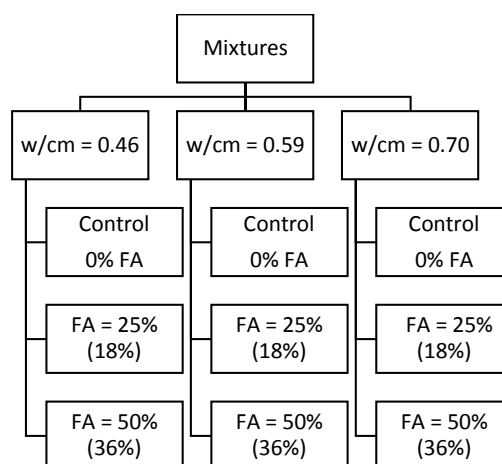 Mixtures
w/cm = 0.46
w/cm = 0.59
w/cm = 0.70
Control
0% FA
Control
0% FA
Control
0% FA
FA = 25%
(18%)
FA = 25%
(18%)
FA = 25%
(18%)
FA = 50%
(36%)
FA = 50%
(36%)
FA = 50%
(36%)